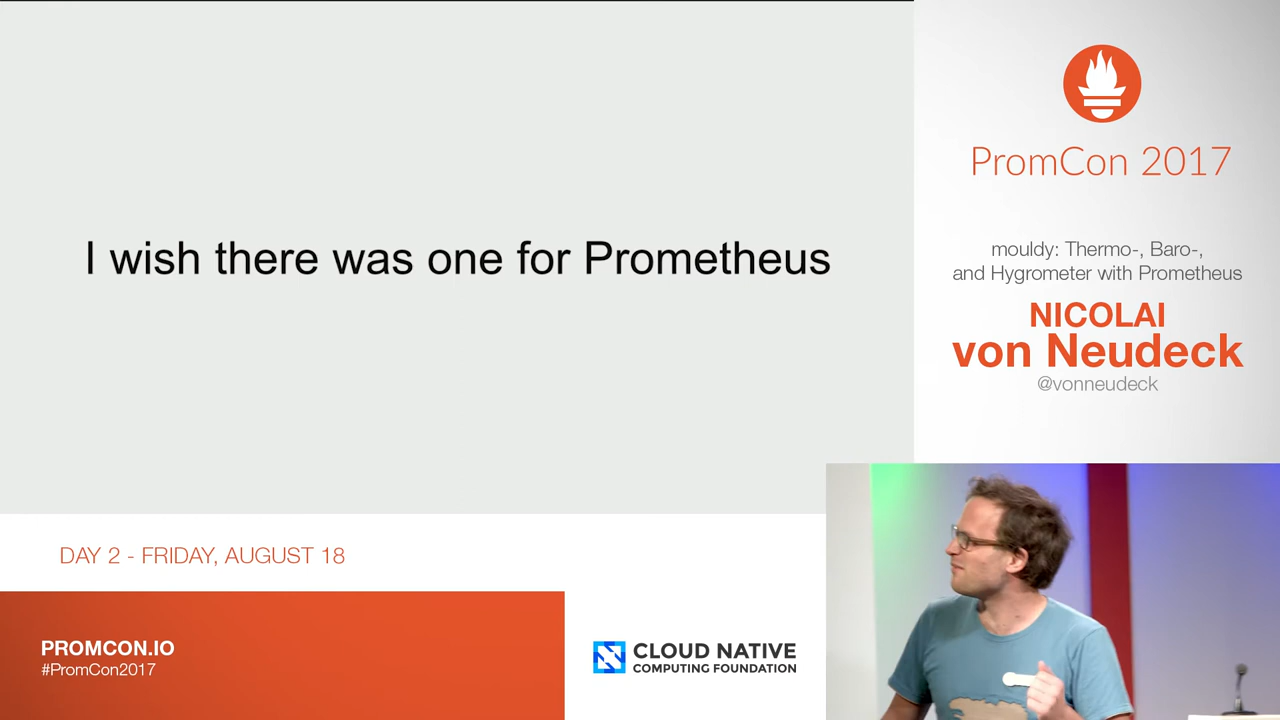 I wish there was one for Prometheus
PromCon 2017
mouldy: Thermo-, Baro-,
and Hygrometer with Prometheus
NICOLAI
von Neudeck
@vonneudeck
DAY 2 - FRIDAY, AUGUST 18
PROMCON.IO
#PromCon2017
CLOUD NATIVE
COMPUTING FOUNDATION